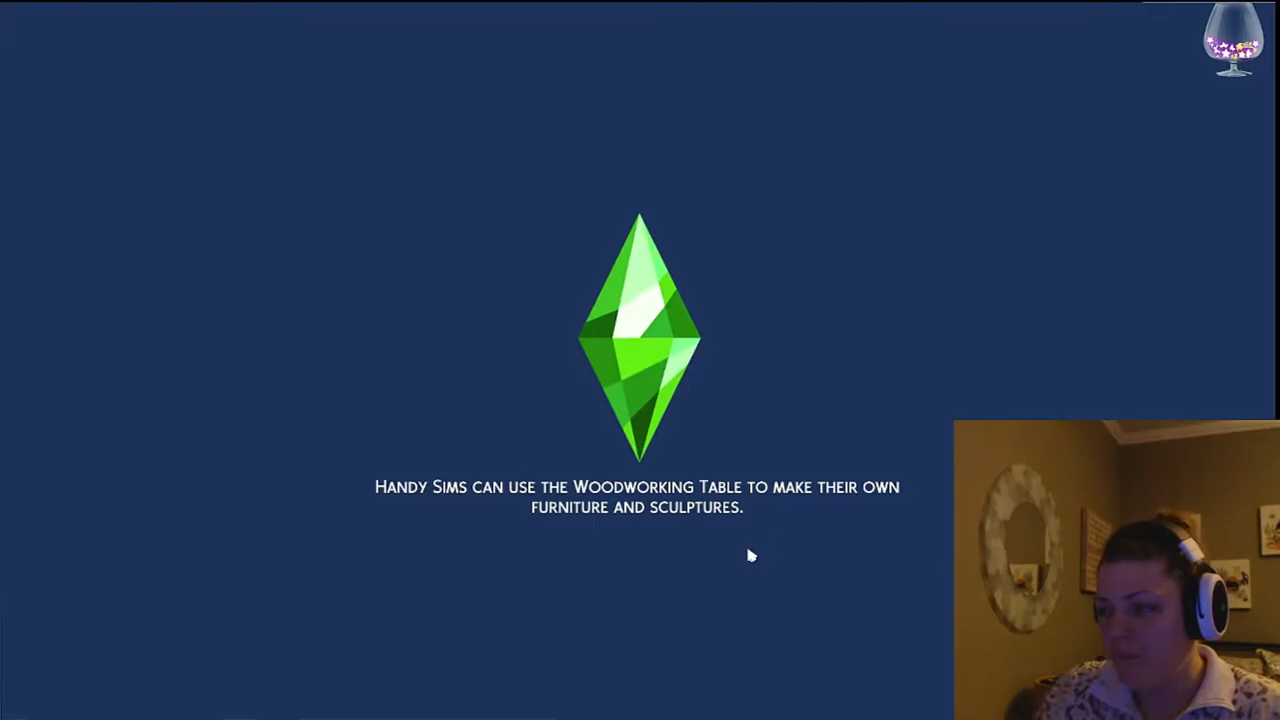 Handy Sims can use the Woodworking Table to make their own
furniture and sculptures.